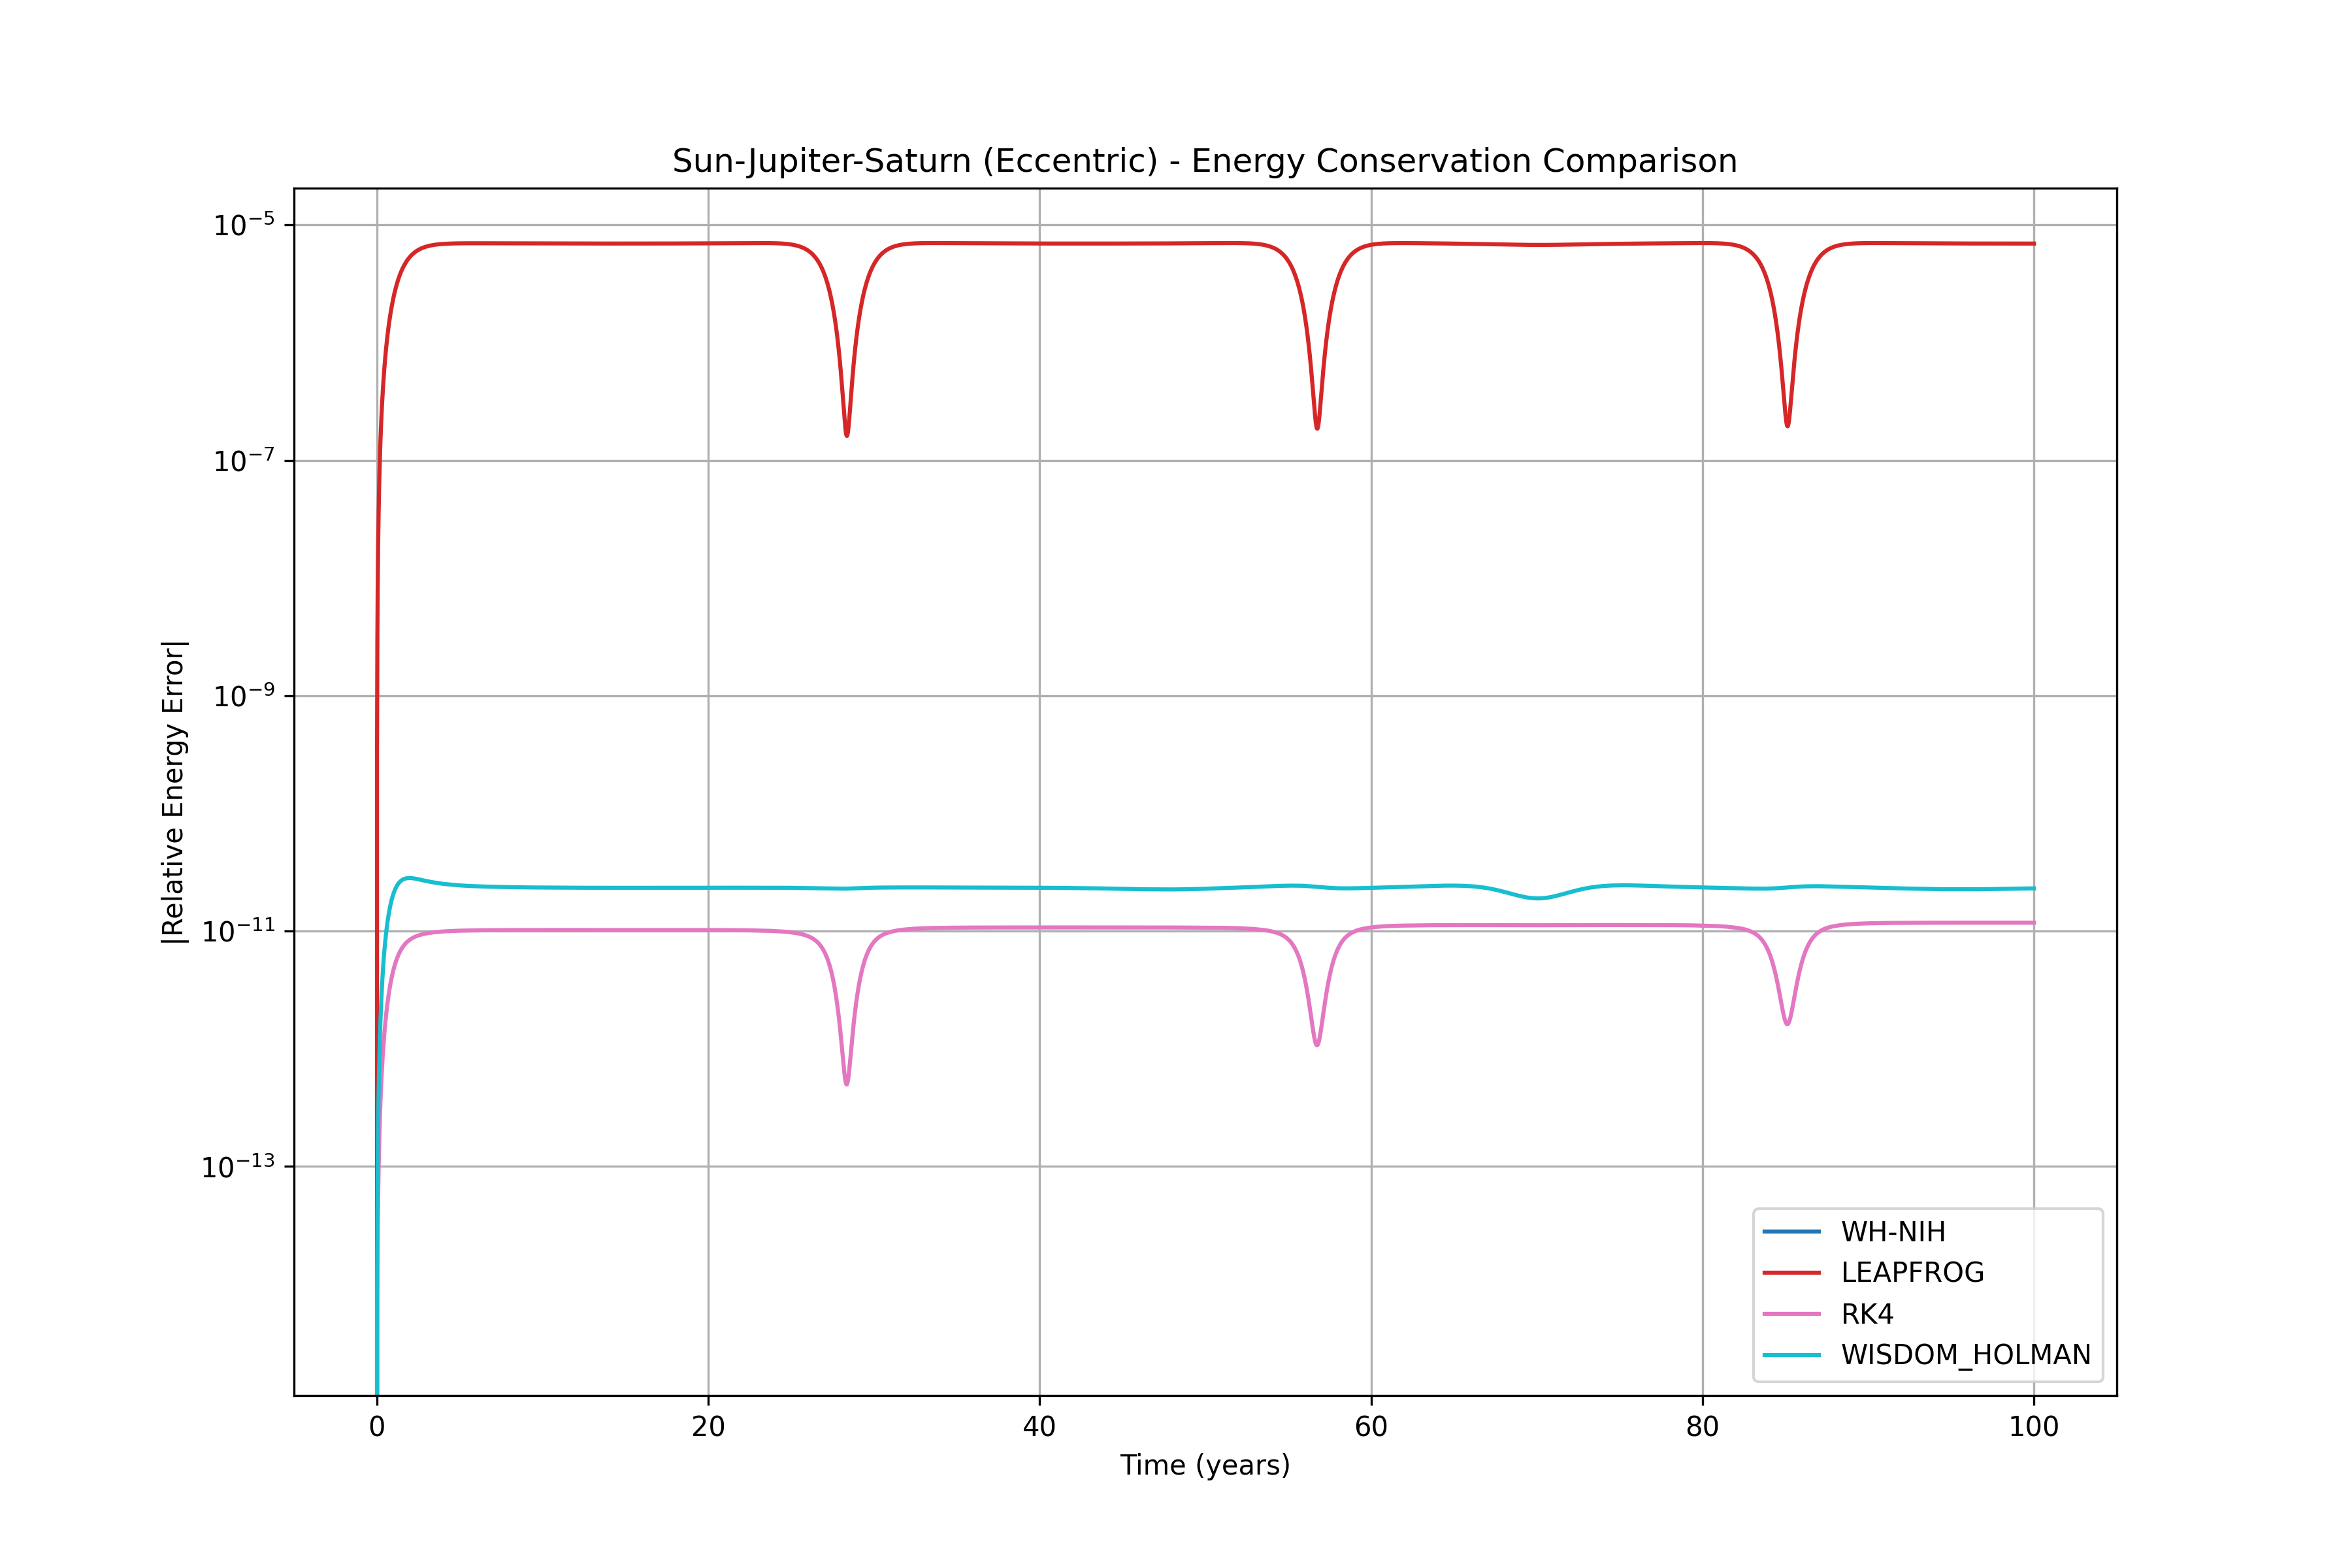 Sun-Jupiter-Saturn (Eccentric) - Energy Conservation Comparison
|Relative Energy Error|
10⁻⁵
10⁻⁷
10⁻⁹
10⁻¹¹
10⁻¹³
0 20 40 60 80 100
Time (years)
WH-NIH
LEAPFROG
RK4
WISDOM_HOLMAN